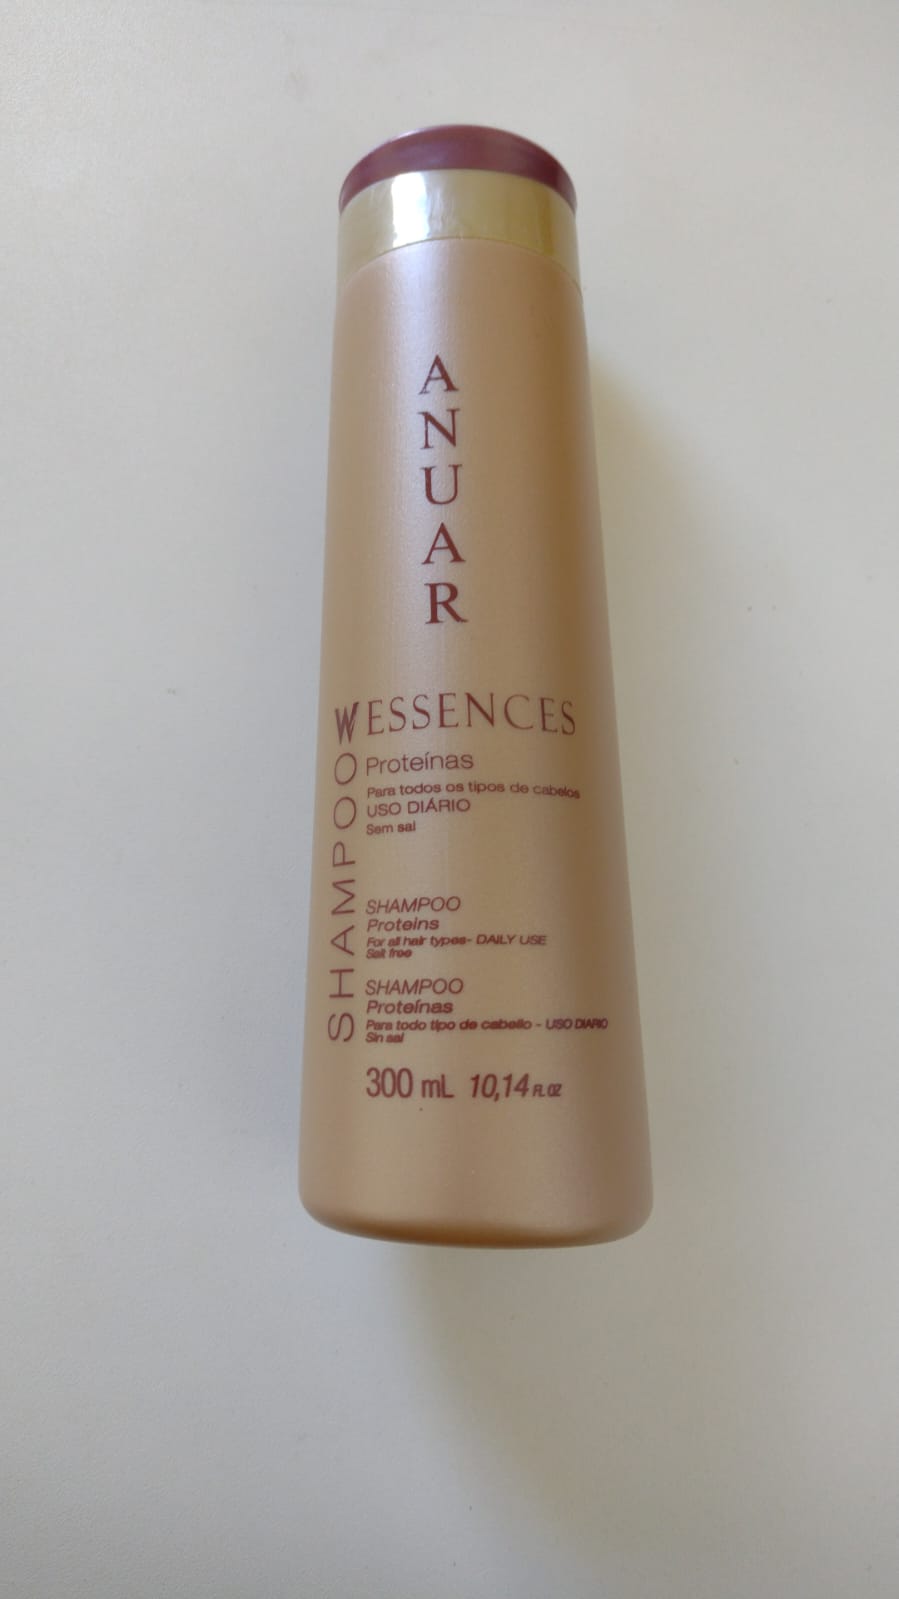 ANUAR
WESSENCES
SHAMPOO
Proteínas
Para todos os tipos de cabelos
USO DIÁRIO
Sem sal
SHAMPOO
Proteins
For all hair types- DAILY USE
Salt free
SHAMPOO
Proteínas
Para todo tipo de cabello - USO DIARIO
Sin sal
300 mL 10,14 FL OZ